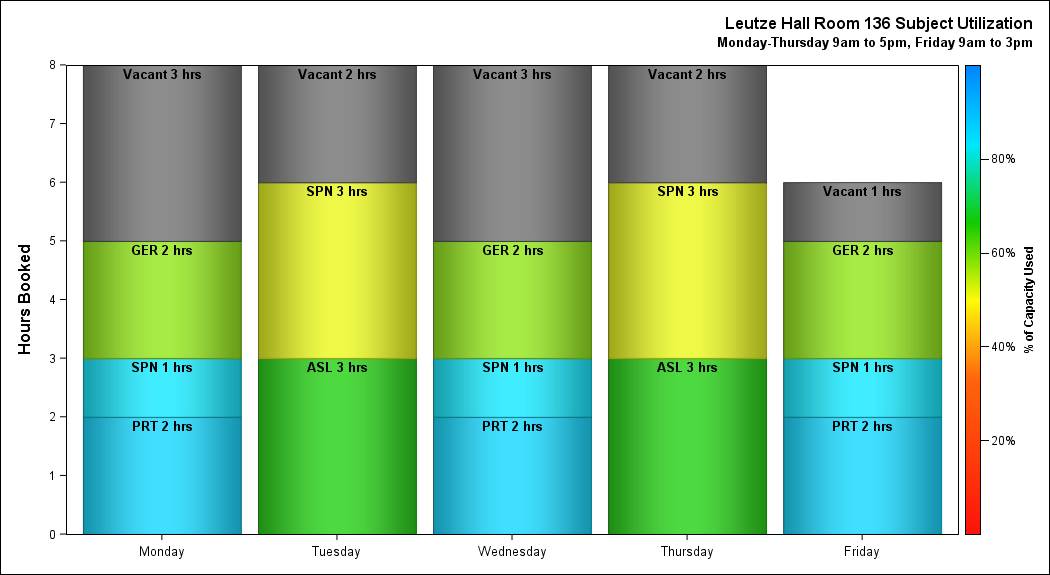 Leutze Hall Room 136 Subject Utilization
Monday-Thursday 9am to 5pm, Friday 9am to 3pm
Hours Booked
8
7
6
5
4
3
2
1
0
Vacant 3 hrs
GER 2 hrs
SPN 1 hrs
PRT 2 hrs
Monday
Vacant 2 hrs
SPN 3 hrs
ASL 3 hrs
Tuesday
Vacant 3 hrs
GER 2 hrs
SPN 1 hrs
PRT 2 hrs
Wednesday
Vacant 2 hrs
SPN 3 hrs
ASL 3 hrs
Thursday
Vacant 1 hrs
GER 2 hrs
SPN 1 hrs
PRT 2 hrs
Friday
80%
60%
40%
20%
% of Capacity Used